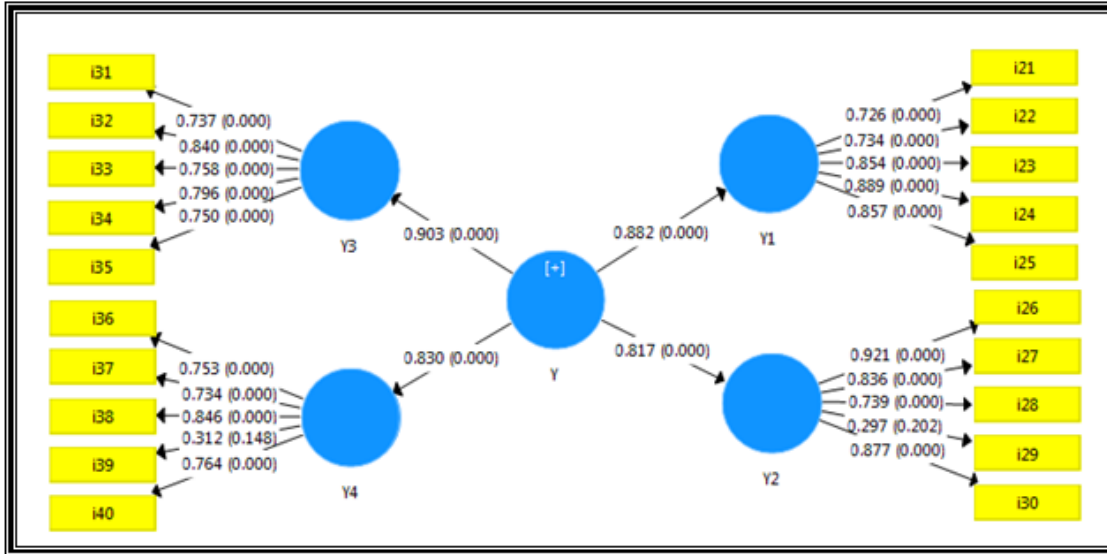 i31
i32
i33
i34
i35
i36
i37
i38
i39
i40
0.737 (0.000)
0.840 (0.000)
0.758 (0.000)
0.796 (0.000)
0.750 (0.000)
Y3
0.903 (0.000)
0.753 (0.000)
0.734 (0.000)
0.846 (0.000)
0.312 (0.148)
0.764 (0.000)
Y4
0.830 (0.000)
[+]
Y
0.882 (0.000)
0.817 (0.000)
Y1
0.726 (0.000)
0.734 (0.000)
0.854 (0.000)
0.889 (0.000)
0.857 (0.000)
Y2
0.921 (0.000)
0.836 (0.000)
0.739 (0.000)
0.297 (0.202)
0.877 (0.000)
i21
i22
i23
i24
i25
i26
i27
i28
i29
i30